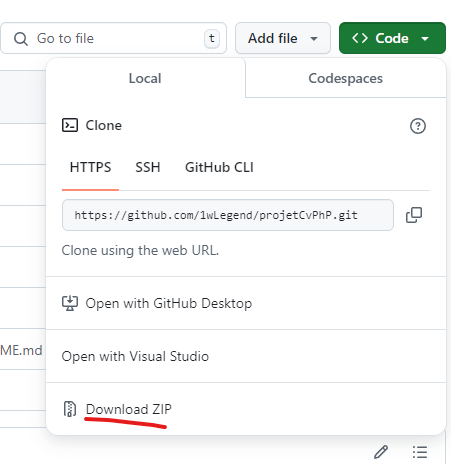 Go to file t Add file Code
Local Codespaces
Clone
HTTPS SSH GitHub CLI
https://github.com/1wLegend/projetCvPhP.git
Clone using the web URL.
Open with GitHub Desktop
ME.md
Open with Visual Studio
Download ZIP